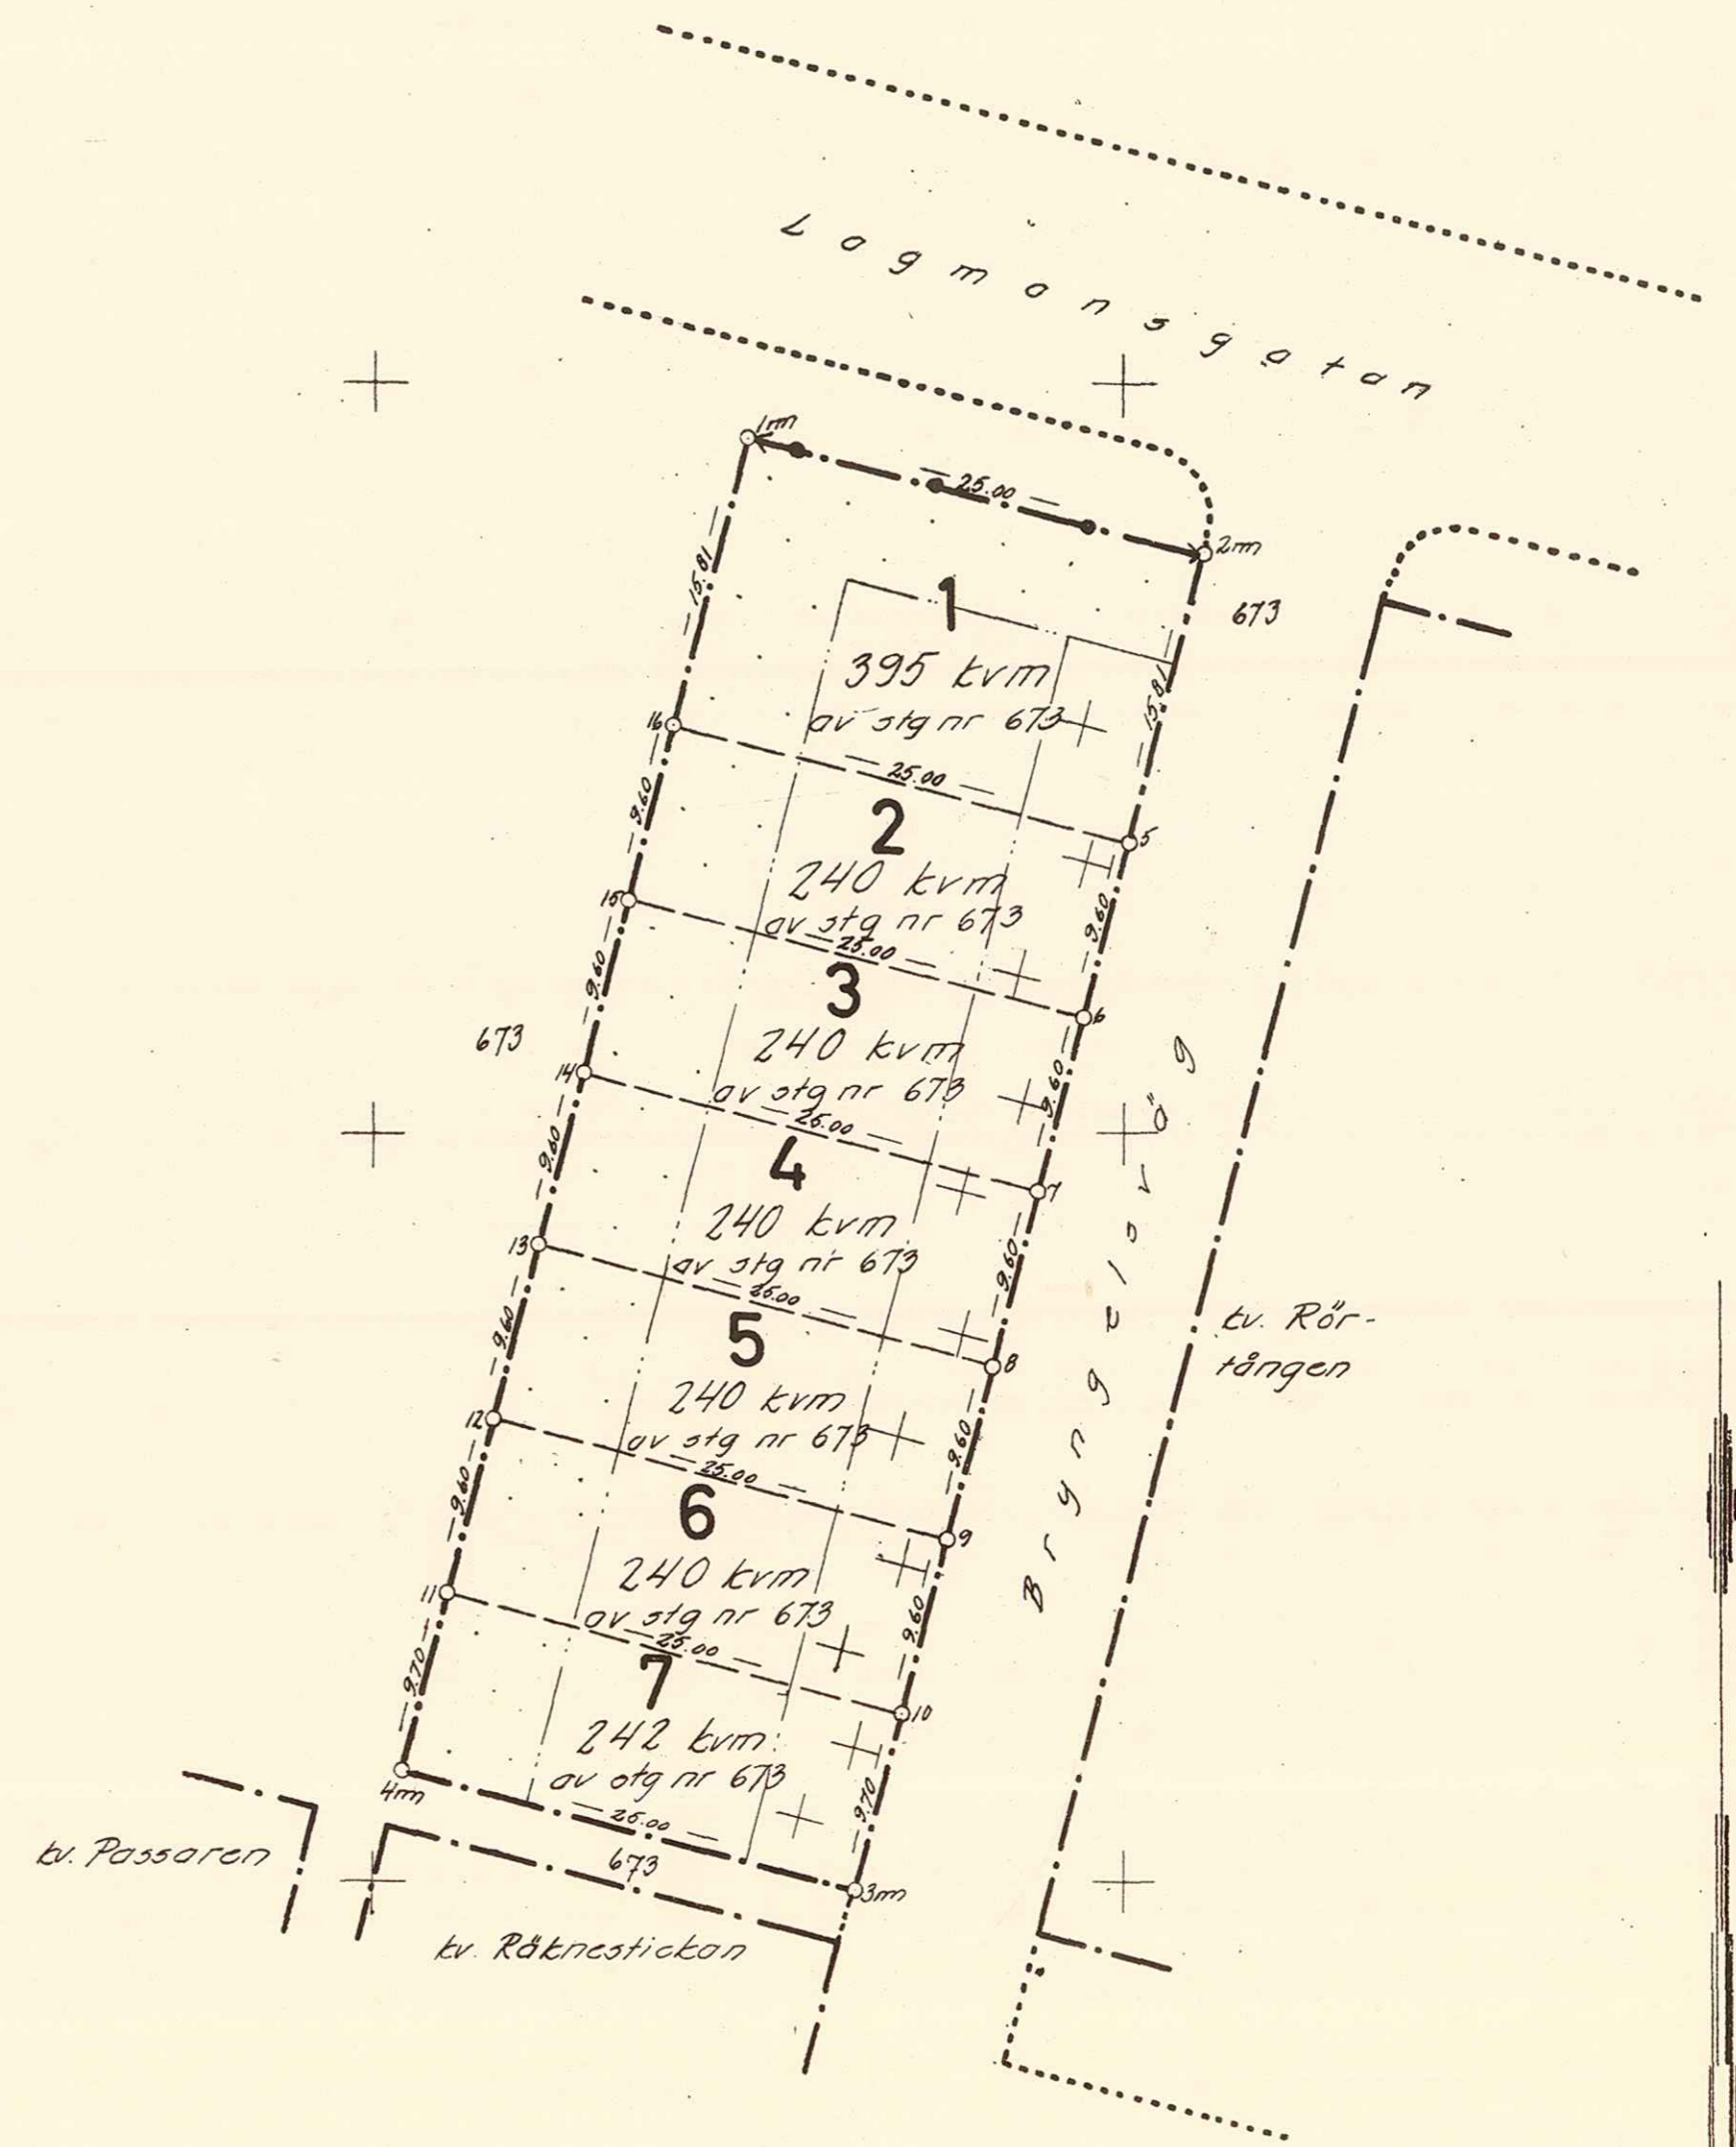 Lagmansgatan
1m
25.00
2m
673
15.81
15.81
1
395 kvm
av stg nr 673
16
25.00
5
9.60
9.60
2
240 kvm
av stg nr 673
15
25.00
6
9.60
9.60
3
240 kvm
av stg nr 673
673
14
25.00
7
9.60
9.60
4
240 kvm
av stg nr 673
13
25.00
8
9.60
9.60
5
240 kvm
av stg nr 673
12
25.00
9
9.60
9.60
6
240 kvm
av stg nr 673
11
25.00
10
9.70
9.70
7
242 kvm
av stg nr 673
4m
25.00
3m
673
Bryngelsväg
kv. Rör-
tången
kv. Passaren
kv. Räknestickan